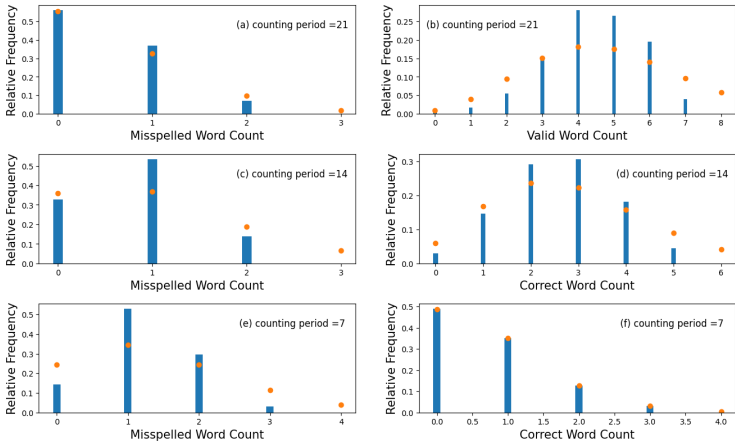 (a) counting period =21
Relative Frequency
0.5
0.4
0.3
0.2
0.1
0.0
0 1 2 3
Misspelled Word Count
(b) counting period =21
Relative Frequency
0.25
0.20
0.15
0.10
0.05
0.00
0 1 2 3 4 5 6 7 8
Valid Word Count
(c) counting period =14
Relative Frequency
0.5
0.4
0.3
0.2
0.1
0.0
0 1 2 3
Misspelled Word Count
(d) counting period =14
Relative Frequency
0.3
0.2
0.1
0.0
0 1 2 3 4 5 6
Correct Word Count
(e) counting period =7
Relative Frequency
0.5
0.4
0.3
0.2
0.1
0.0
0 1 2 3 4
Misspelled Word Count
(f) counting period =7
Relative Frequency
0.5
0.4
0.3
0.2
0.1
0.0
0.0 0.5 1.0 1.5 2.0 2.5 3.0 3.5 4.0
Correct Word Count